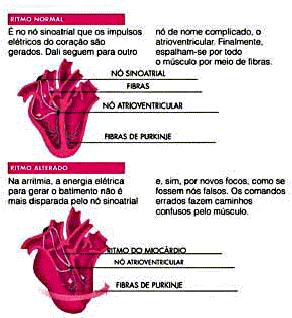 RITMO NORMAL
É no nó sinoatrial que os impulsos
elétricos do coração são
gerados. Dali seguem para outro
nó de nome complicado, o
atrioventricular. Finalmente,
espalham-se por todo
o músculo por meio de fibras.
NÓ SINOATRIAL
FIBRAS
NÓ ATRIOVENTRICULAR
FIBRAS DE PURKINJE
RITMO ALTERADO
Na arritmia, a energia elétrica
para gerar o batimento não é
mais disparada pelo nó sinoatrial
e, sim, por novos focos, como se
fossem nós falsos. Os comandos
errados fazem caminhos
confusos pelo músculo.
RITMO DO MIOCÁRDIO
NÓ ATRIOVENTRICULAR
FIBRAS DE PURKINJE